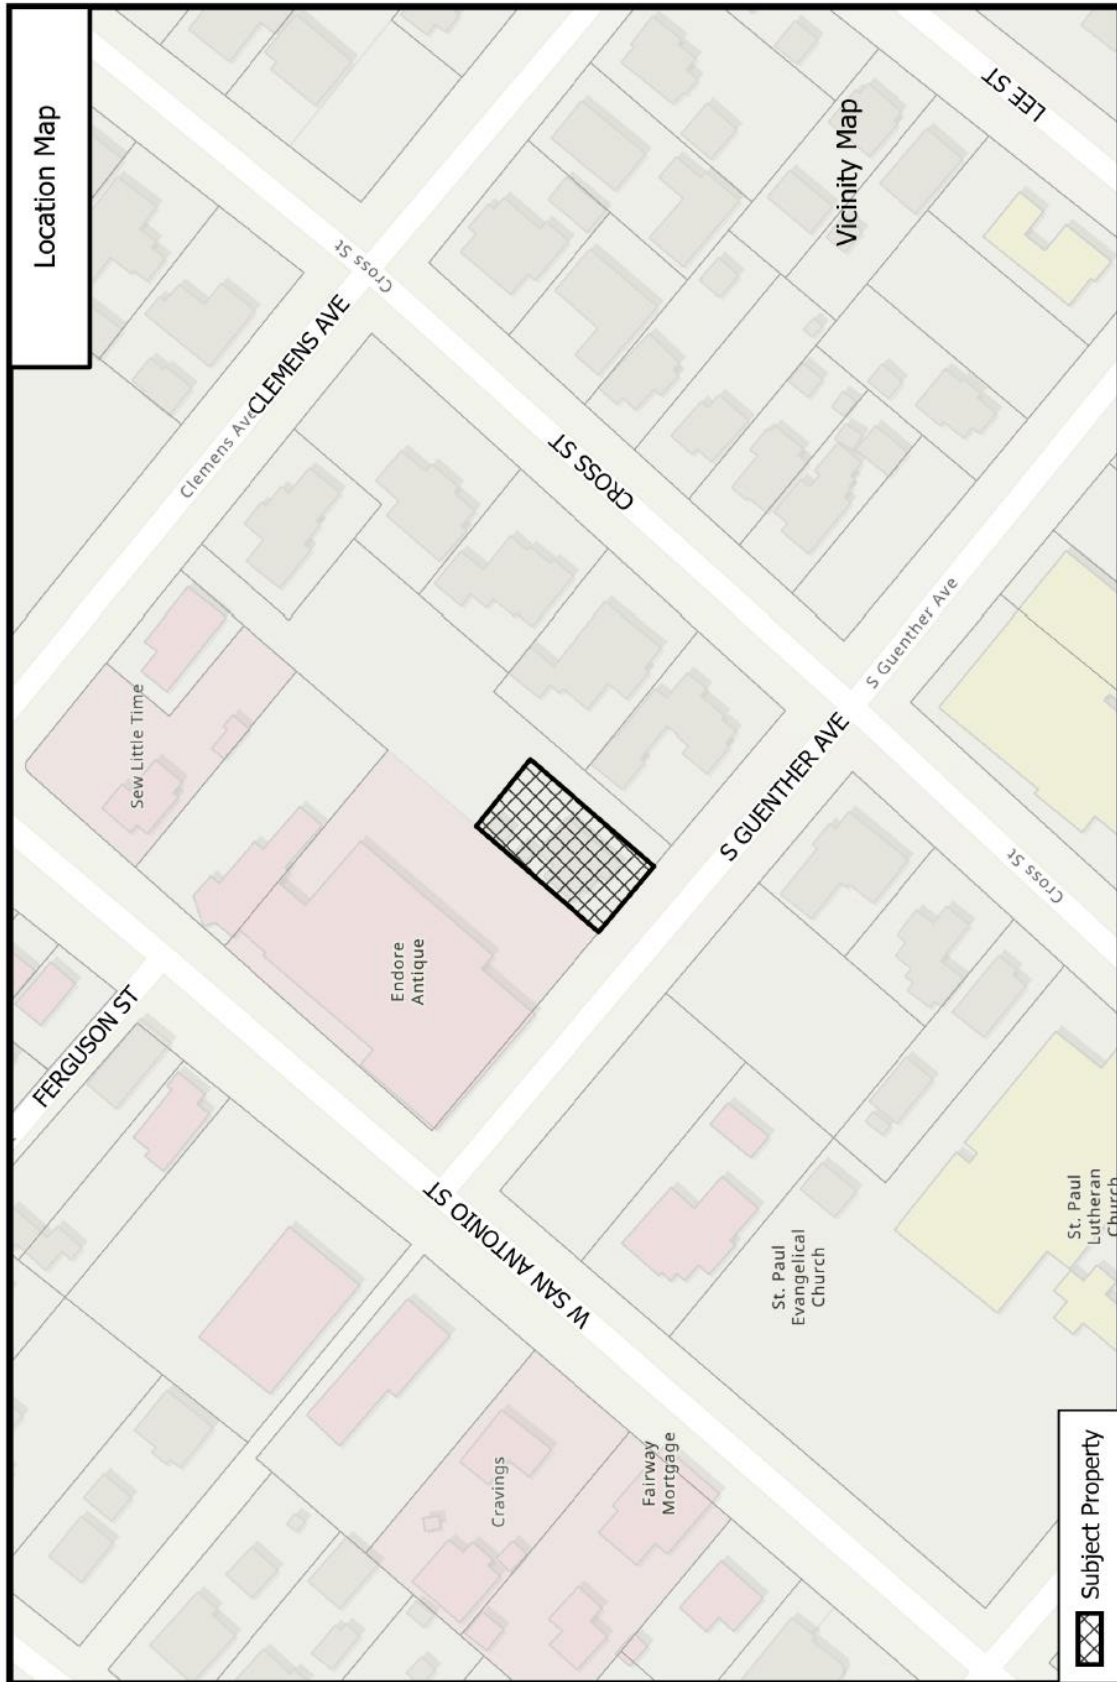 Location Map
LEE ST
Vicinity Map
Cross St
CLEMENS AVE
Clemens Ave
CROSS ST
S Guenther Ave
S GUENTHER AVE
Sew Little Time
Cross St
Endore
Antique
FERGUSON ST
W SAN ANTONIO ST
St. Paul
Lutheran
Church
St. Paul
Evangelical
Church
Cravings
Fairway
Mortgage
Subject Property